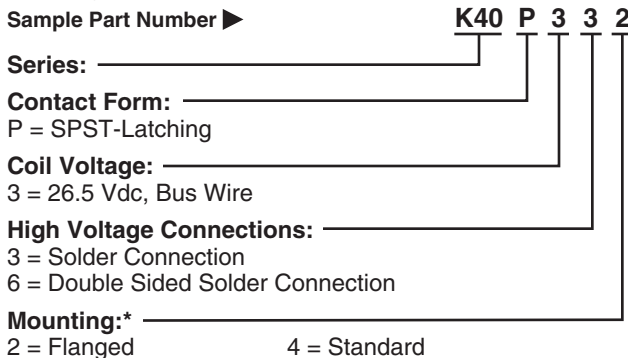 Sample Part Number ▶ K40 P 3 3 2
Series:
Contact Form:
P = SPST-Latching
Coil Voltage:
3 = 26.5 Vdc, Bus Wire
High Voltage Connections:
3 = Solder Connection
6 = Double Sided Solder Connection
Mounting:*
2 = Flanged 4 = Standard